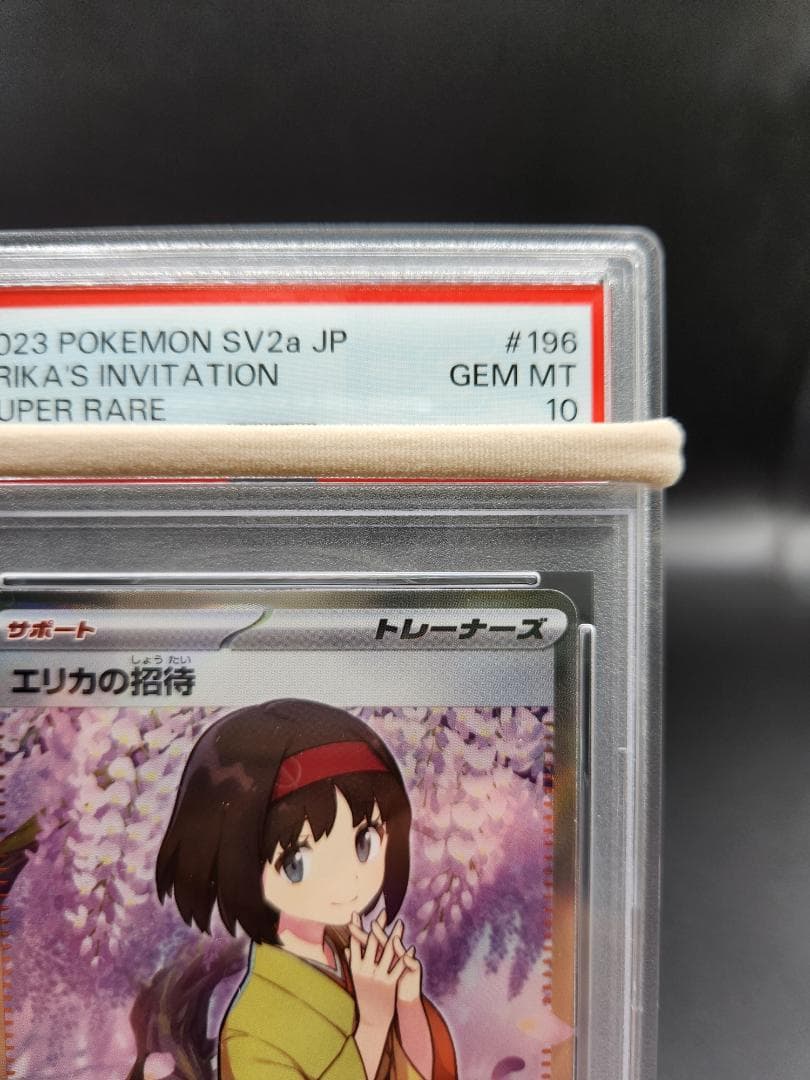 023 POKEMON SV2a JP #196
RIKA'S INVITATION GEM MT
UPER RARE 10
サポート トレーナーズ
しょうたい
エリカの招待